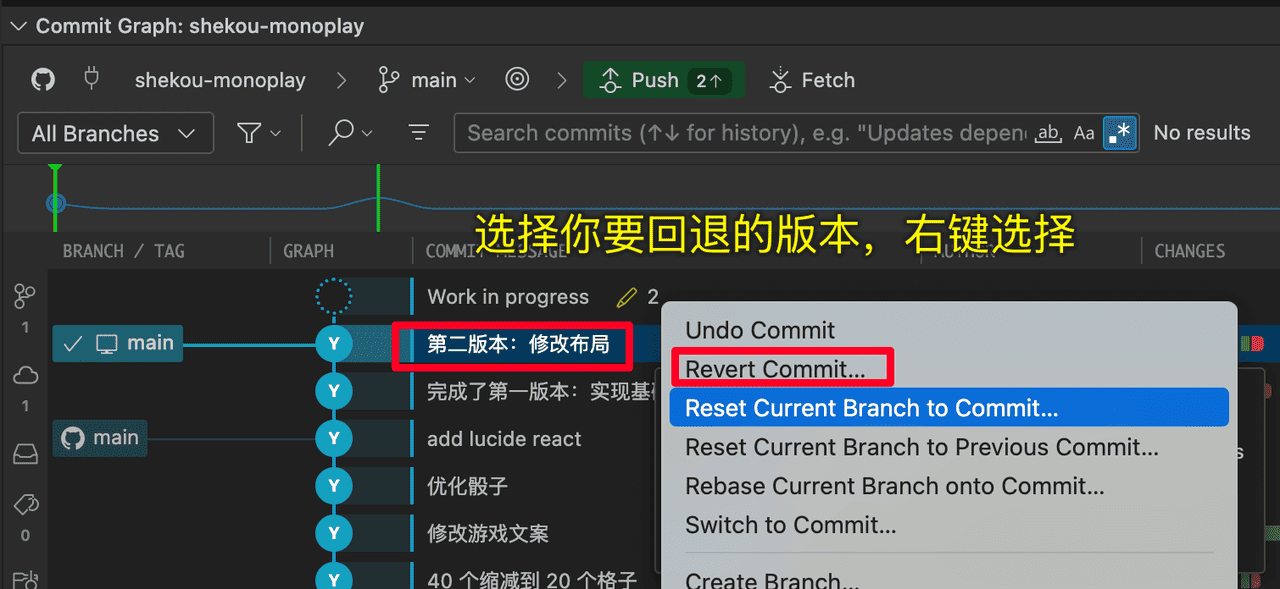 Commit Graph: shekou-monoplay
shekou-monoplay main Push 2↑ Fetch
All Branches Search commits (↑↓ for history), e.g. "Updates depen ab Aa .* No results
选择你要回退的版本，右键选择
BRANCH / TAG GRAPH COMMIT MESSAGE AUTHOR CHANGES
Work in progress 2
1
main Y 第二版本：修改布局
Y 完成了第一版本：实现基
1
main Y add lucide react
Y 优化骰子
Y 修改游戏文案
0
Y 40 个缩减到 20 个格子
Undo Commit
Revert Commit...
Reset Current Branch to Commit...
Reset Current Branch to Previous Commit...
Rebase Current Branch onto Commit...
Switch to Commit...
Create Branch...